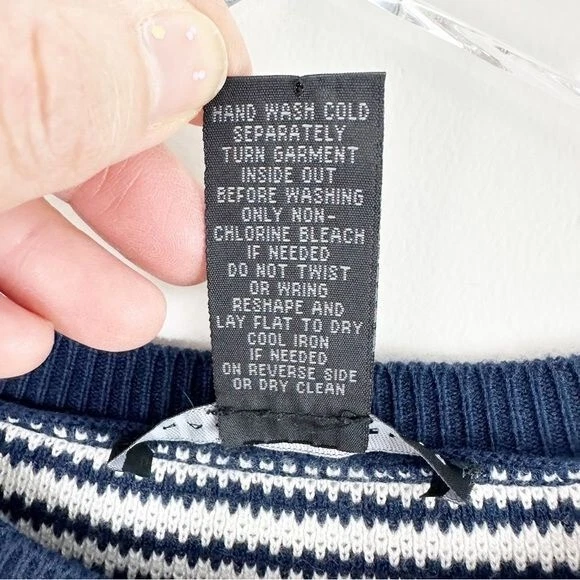 HAND WASH COLD
SEPARATELY
TURN GARMENT
INSIDE OUT
BEFORE WASHING
ONLY NON-
CHLORINE BLEACH
IF NEEDED
DO NOT TWIST
OR WRING
RESHAPE AND
LAY FLAT TO DRY
COOL IRON
IF NEEDED
ON REVERSE SIDE
OR DRY CLEAN